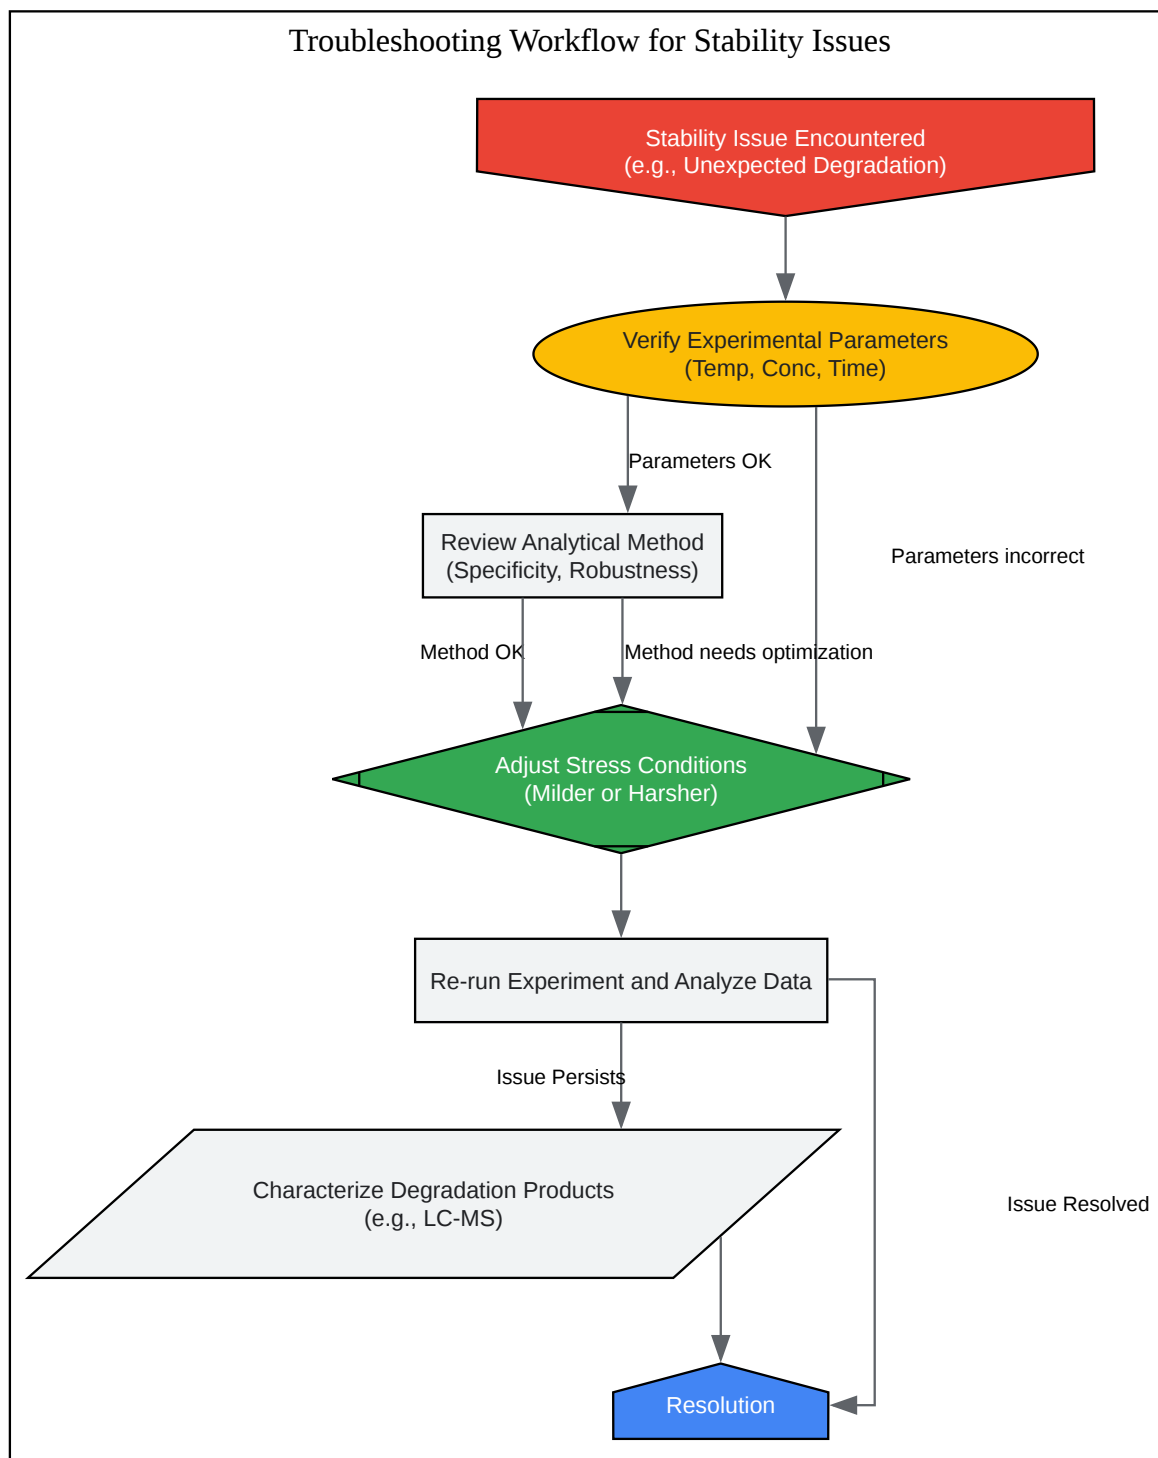 Troubleshooting Workflow for Stability Issues
Stability Issue Encountered
(e.g., Unexpected Degradation)
Verify Experimental Parameters
(Temp, Conc, Time)
Parameters OK
Review Analytical Method
(Specificity, Robustness)
Parameters incorrect
Method OK
Method needs optimization
Adjust Stress Conditions
(Milder or Harsher)
Re-run Experiment and Analyze Data
Issue Persists
Characterize Degradation Products
(e.g., LC-MS)
Issue Resolved
Resolution